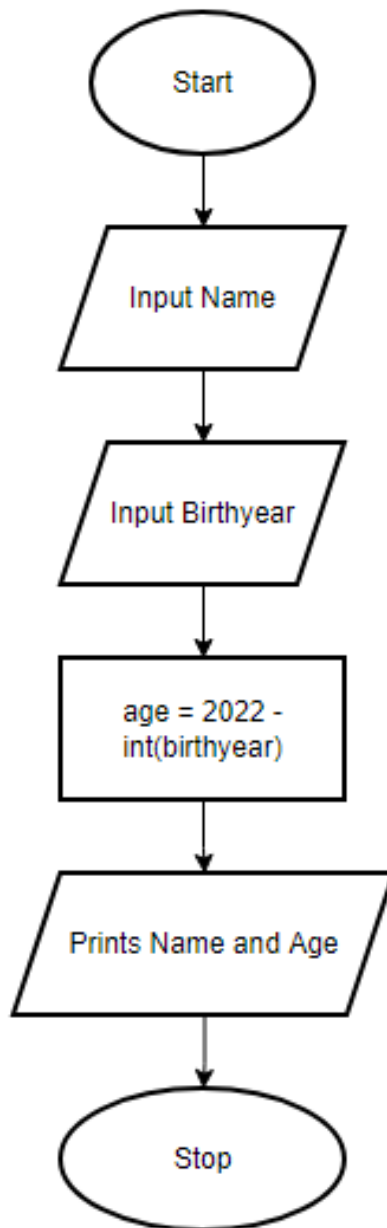 Start
Input Name
Input Birthyear
age = 2022 -
int(birthyear)
Prints Name and Age
Stop